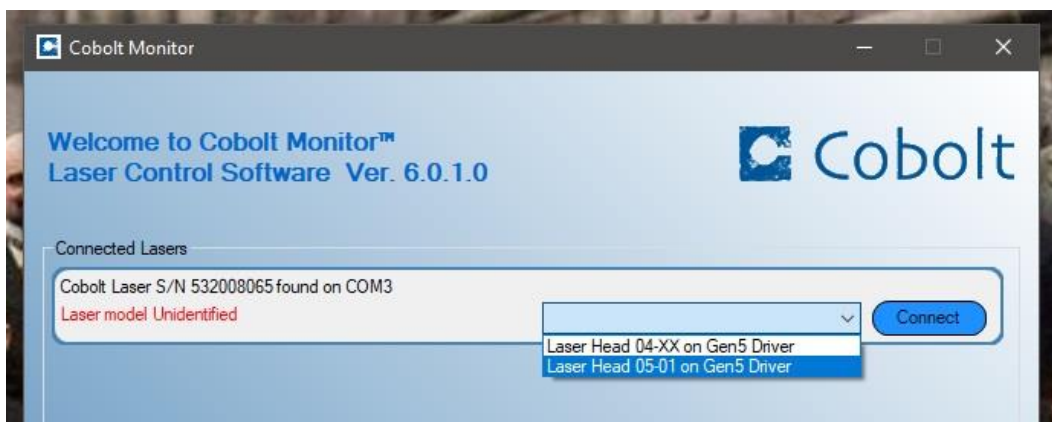 Cobolt Monitor
Welcome to Cobolt Monitor™
Laser Control Software Ver. 6.0.1.0
Cobolt
Connected Lasers
Cobolt Laser S/N 532008065 found on COM3
Laser model Unidentified
Connect
Laser Head 04-XX on Gen5 Driver
Laser Head 05-01 on Gen5 Driver